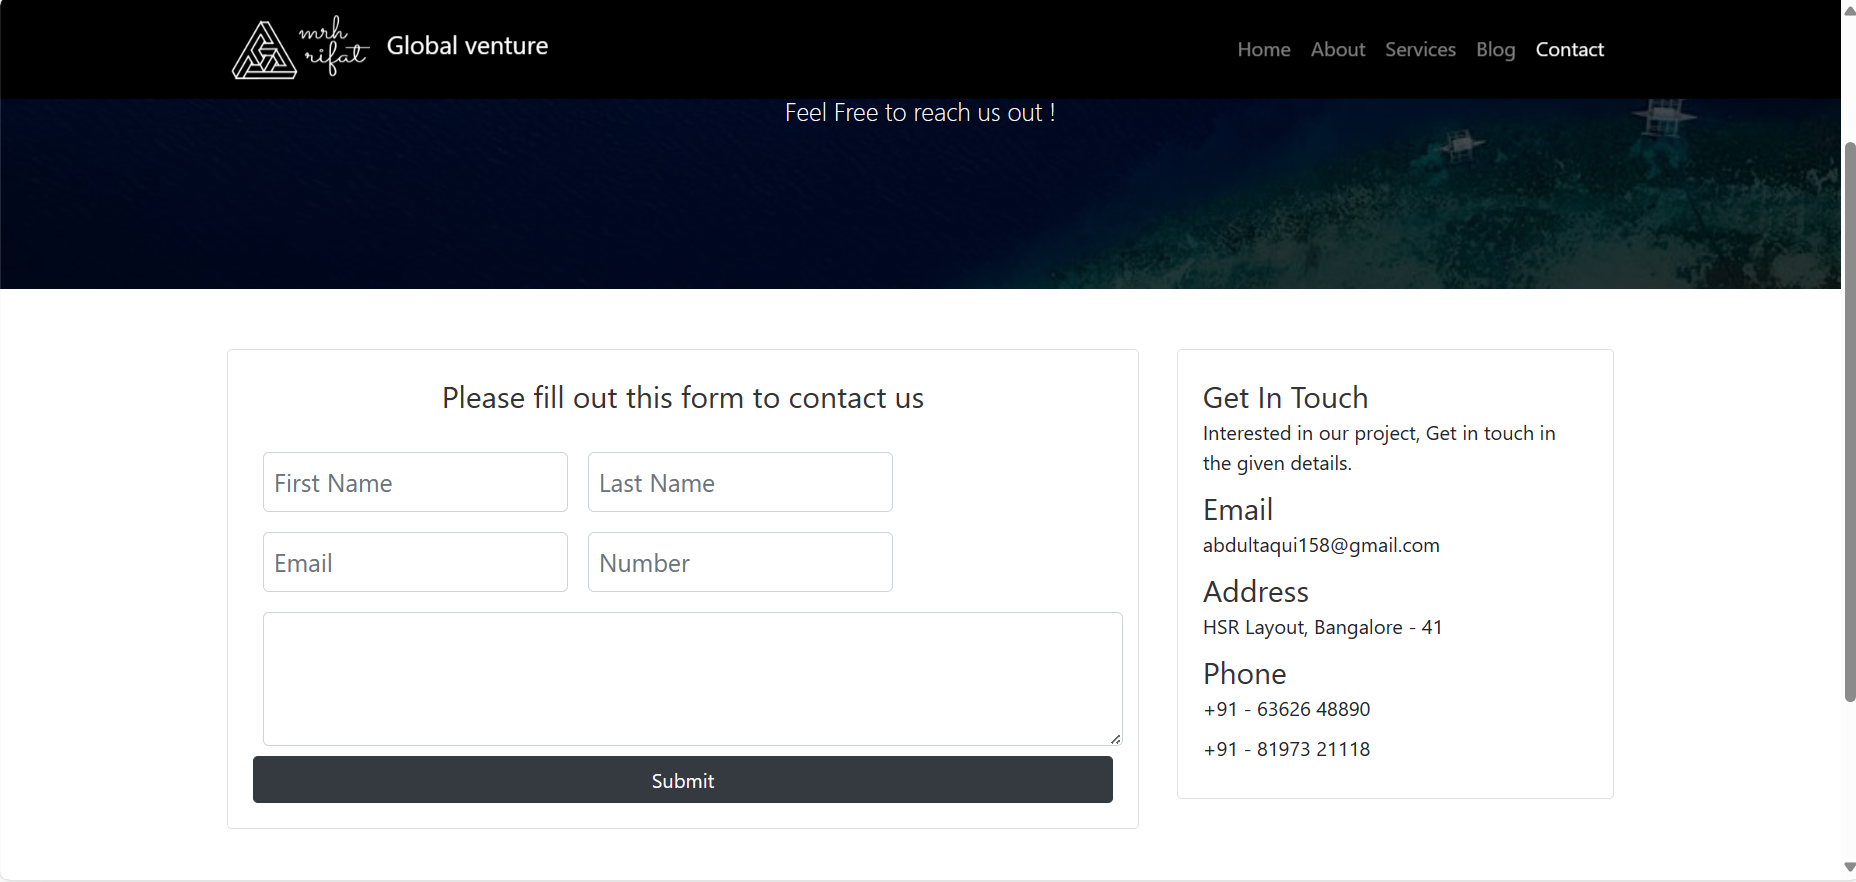 mrh
rifat
Global venture
Home About Services Blog Contact
Feel Free to reach us out !
Please fill out this form to contact us
First Name
Last Name
Email
Number
Submit
Get In Touch
Interested in our project, Get in touch in
the given details.
Email
abdultaqui158@gmail.com
Address
HSR Layout, Bangalore - 41
Phone
+91 - 63626 48890
+91 - 81973 21118